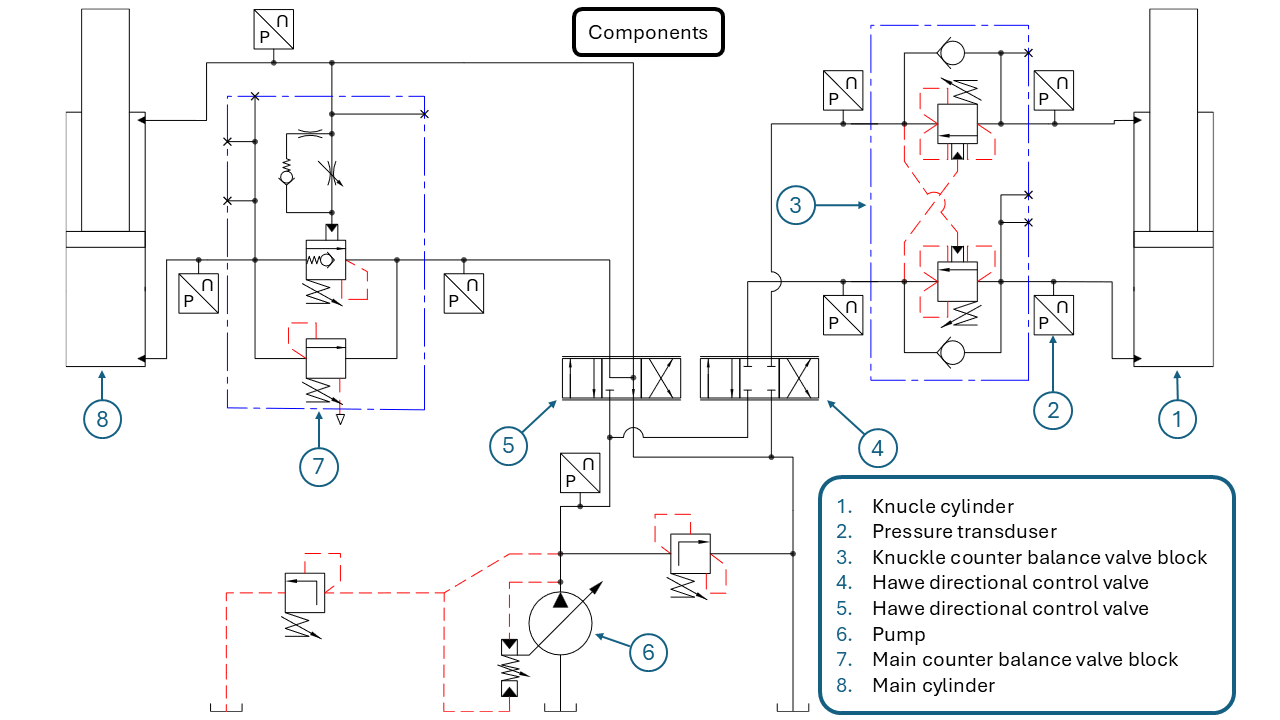 Components
P
∩
P
∩
P
∩
P
∩
P
∩
P
∩
P
∩
P
∩
3
8
7
5
4
2
1
6
1. Knucle cylinder
2. Pressure transduser
3. Knuckle counter balance valve block
4. Hawe directional control valve
5. Hawe directional control valve
6. Pump
7. Main counter balance valve block
8. Main cylinder